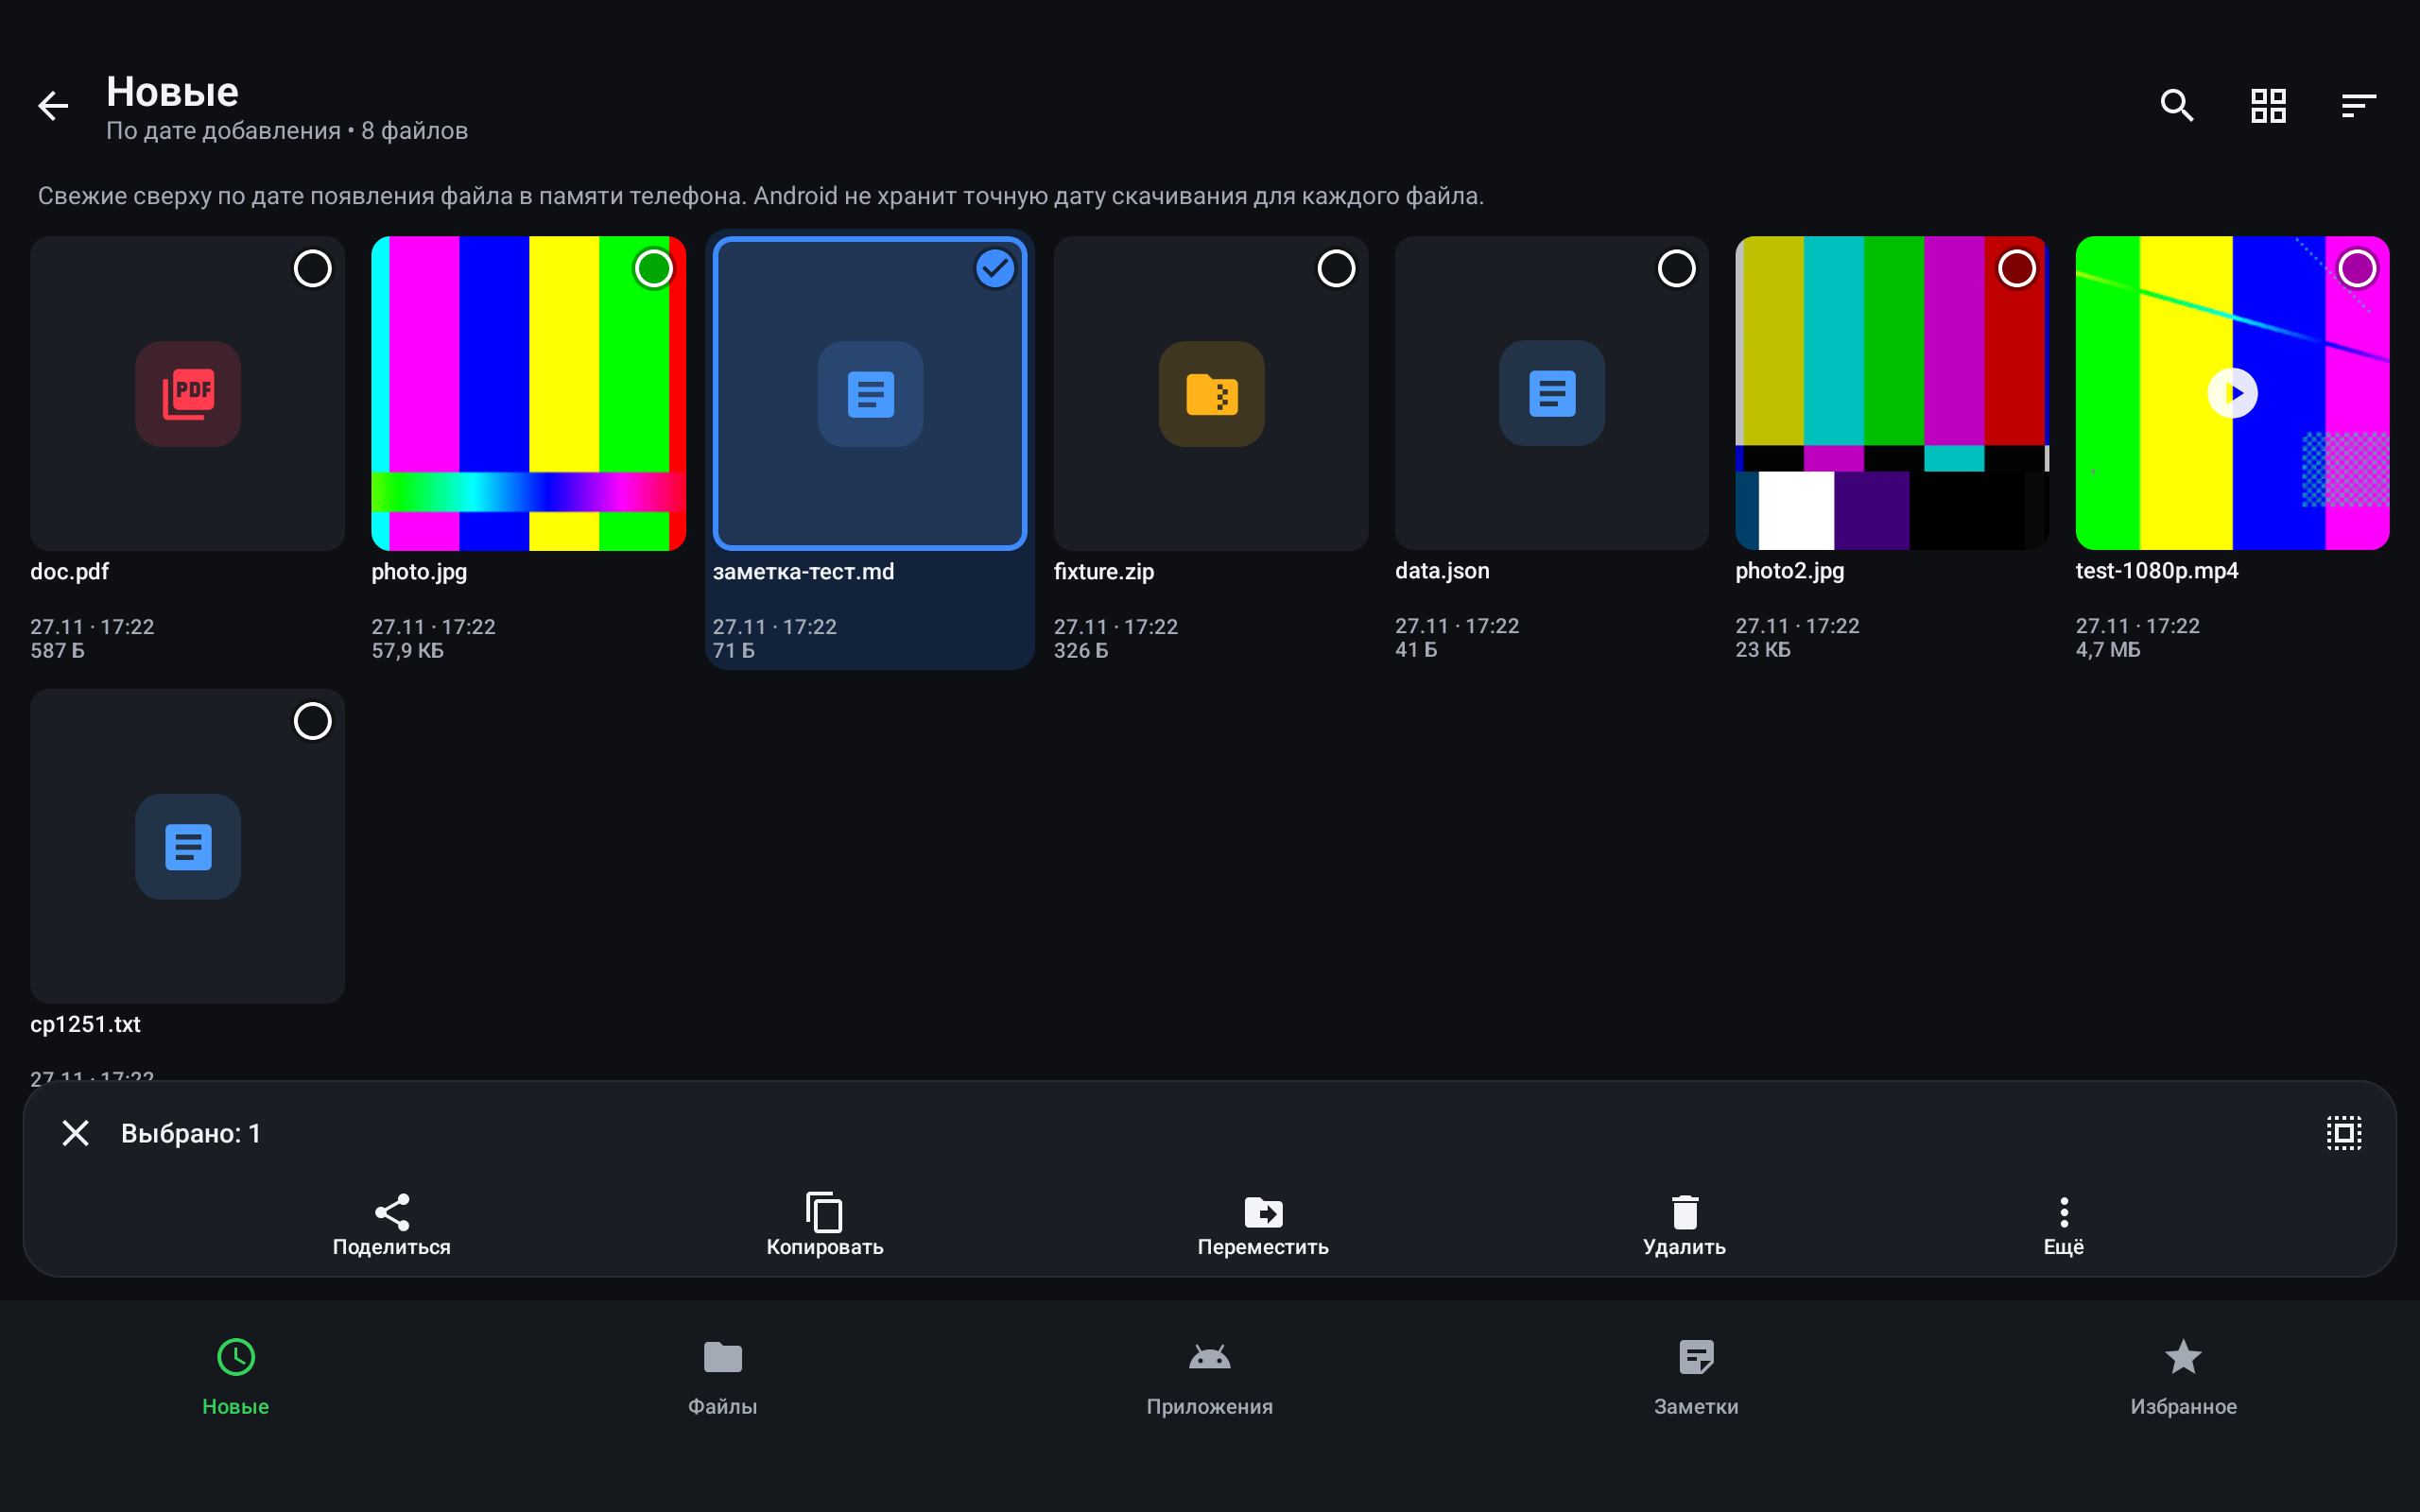 Новые
По дате добавления • 8 файлов
Свежие сверху по дате появления файла в памяти телефона. Android не хранит точную дату скачивания для каждого файла.
PDF
doc.pdf
27.11 · 17:22
587 Б
photo.jpg
27.11 · 17:22
57,9 КБ
заметка-тест.md
27.11 · 17:22
71 Б
fixture.zip
27.11 · 17:22
326 Б
data.json
27.11 · 17:22
41 Б
photo2.jpg
27.11 · 17:22
23 КБ
test-1080p.mp4
27.11 · 17:22
4,7 МБ
cp1251.txt
27.11 · 17:22
Выбрано: 1
Поделиться
Копировать
Переместить
Удалить
Ещё
Новые
Файлы
Приложения
Заметки
Избранное